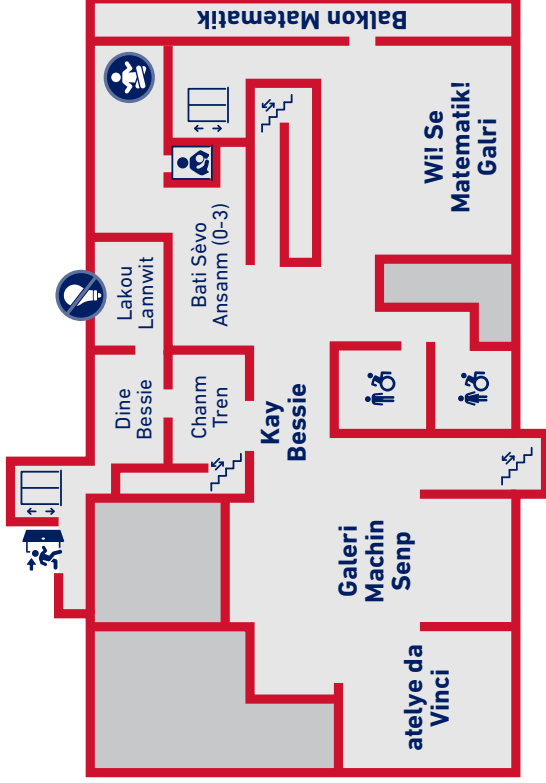 Balkon Matematik
Wi! Se
Matematik!
Galri
Bati Sèvo
Ansanm (0-3)
Lakou
Lannwit
Dine
Bessie
Chanm
Tren
Kay
Bessie
Galeri
Machin
Senp
atelye da
Vinci